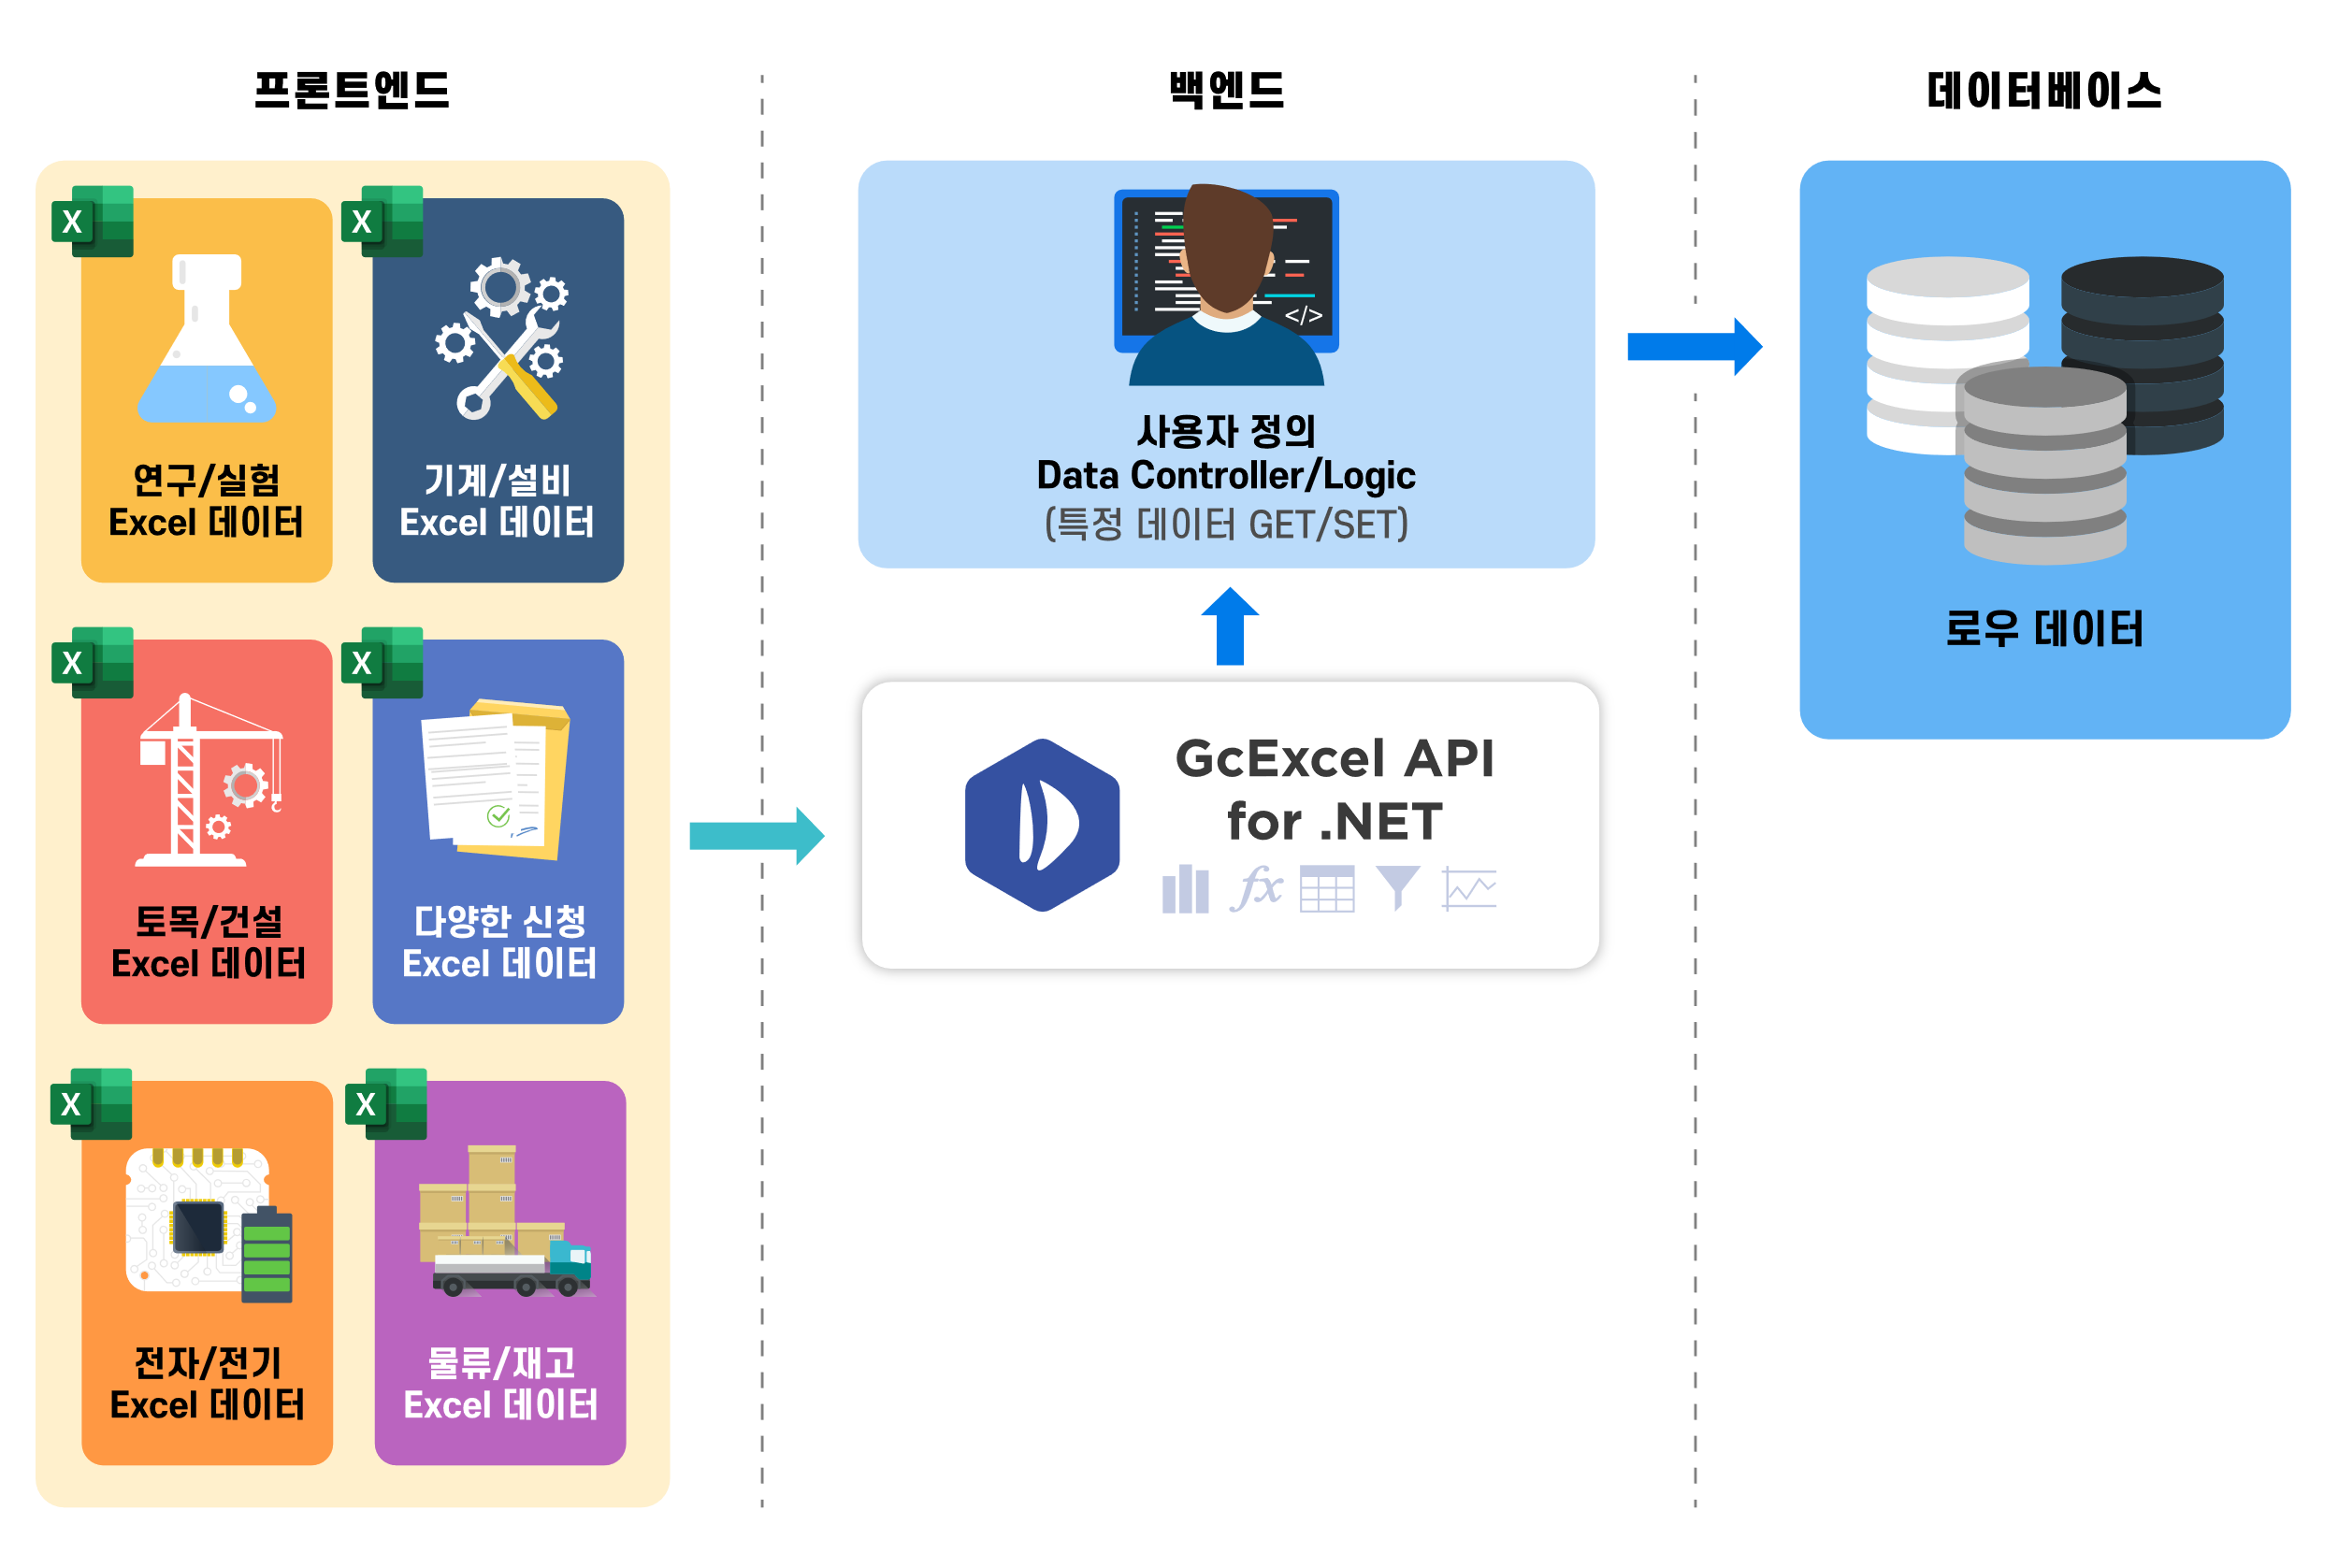 프론트엔드
백엔드
데이터베이스
X
연구/실험
Excel 데이터
X
기계/설비
Excel 데이터
X
토목/건설
Excel 데이터
X
다양한 신청
Excel 데이터
X
전자/전기
Excel 데이터
X
물류/재고
Excel 데이터
</>
사용자 정의
Data Controller/Logic
(특정 데이터 GET/SET)
GcExcel API
for .NET
fx
로우 데이터